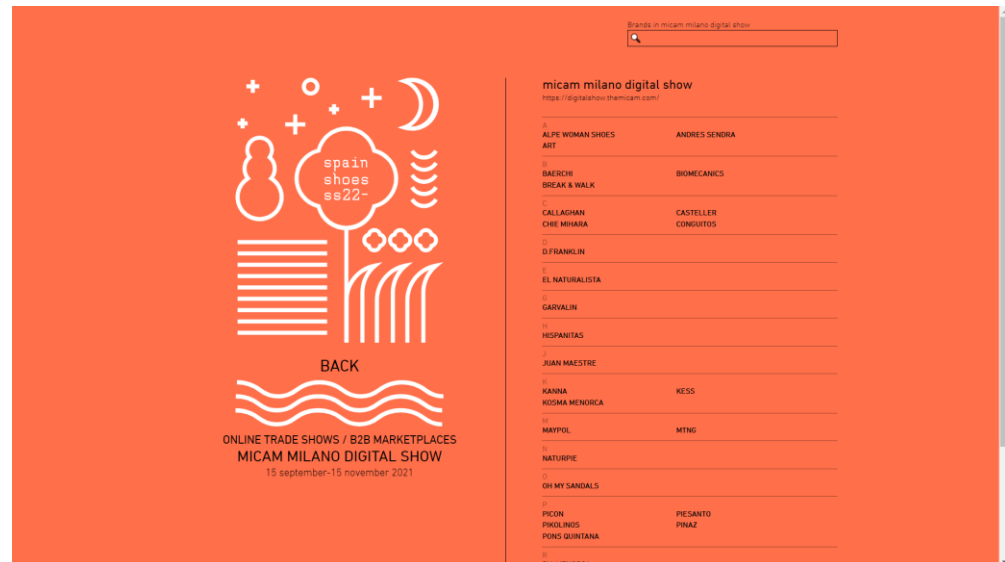 Brands in micam milano digital show
spain
shoes
ss22-
BACK
ONLINE TRADE SHOWS / B2B MARKETPLACES
MICAM MILANO DIGITAL SHOW
15 september-15 november 2021
micam milano digital show
https://digitalshow.themicam.com/
A
ALPE WOMAN SHOES ANDRES SENDRA
ART
B
BAERCHI BIOMECANICS
BREAK & WALK
C
CALLAGHAN CASTELLER
CHIE MIHARA CONGUITOS
D
D.FRANKLIN
E
EL NATURALISTA
G
GARVALIN
H
HISPANITAS
J
JUAN MAESTRE
K
KANNA KESS
KOSMA MENORCA
M
MAYPOL MTNG
N
NATURPIE
O
OH MY SANDALS
P
PICON PIESANTO
PIKOLINOS PINAZ
PONS QUINTANA
R